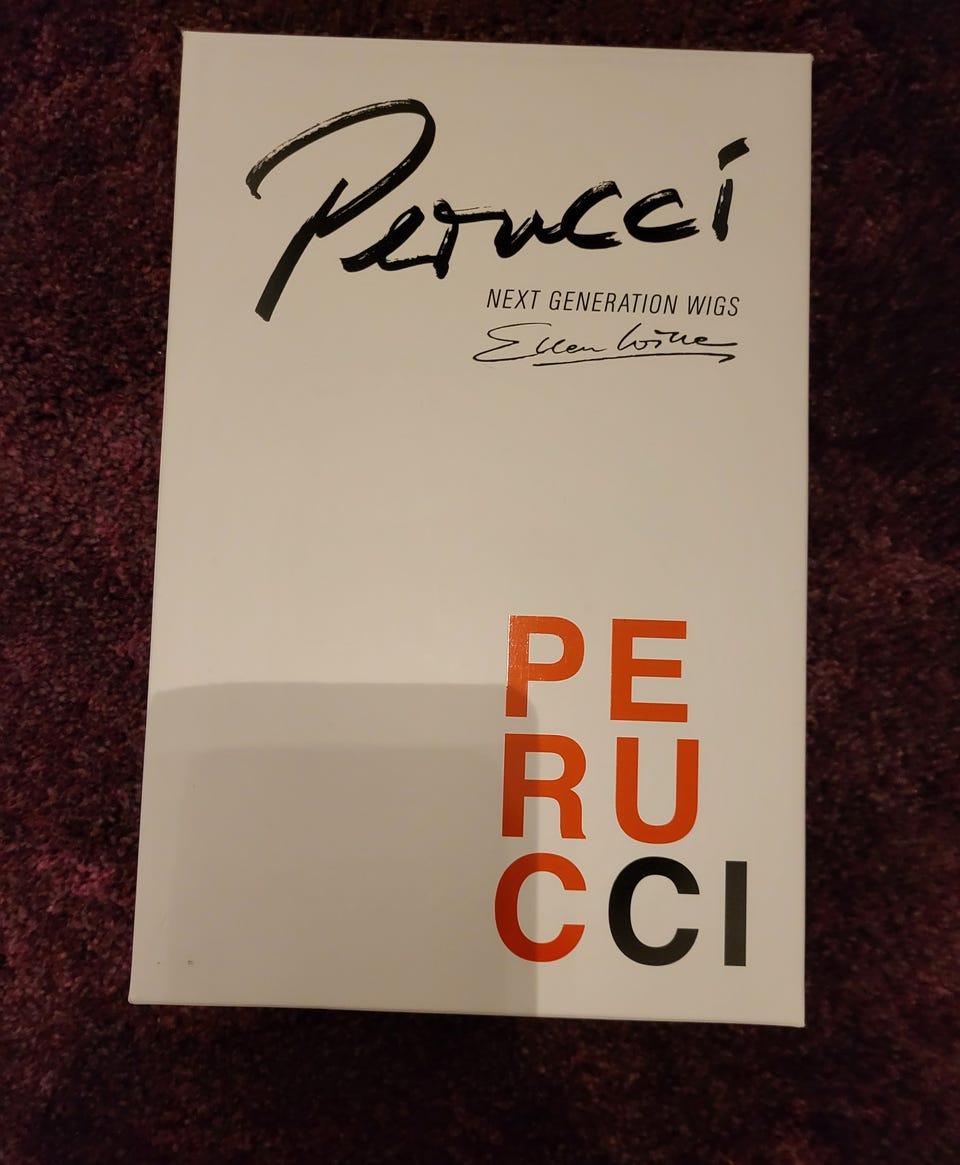 Perucci
NEXT GENERATION WIGS
Ellen Wille
PE
RU
CCI